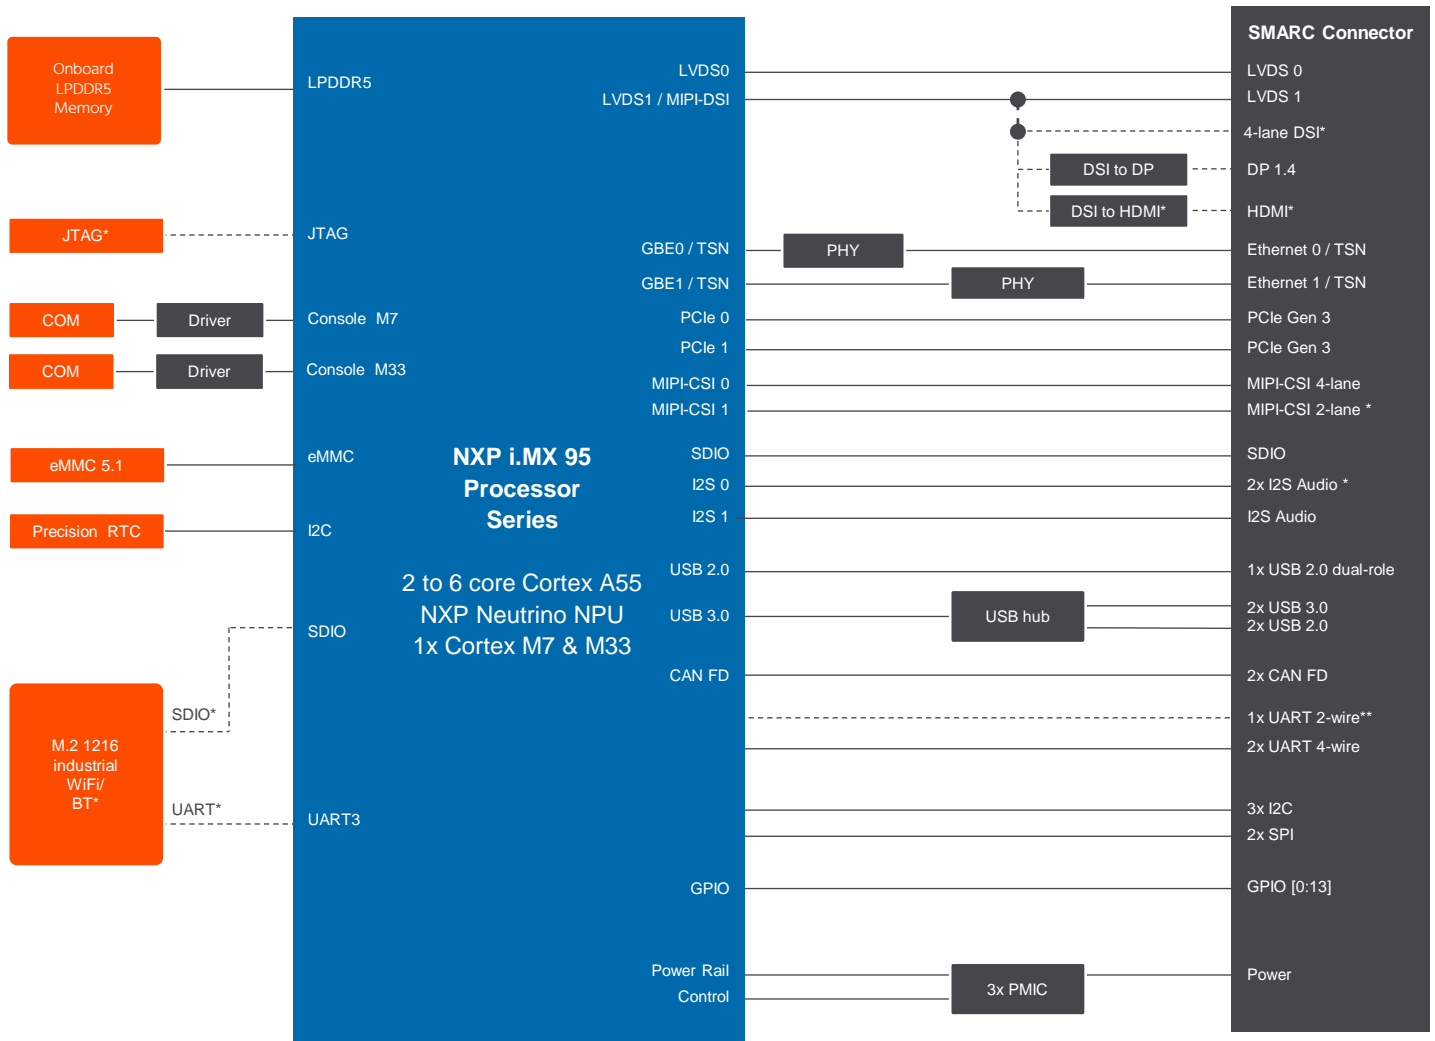 Onboard
LPDDR5
Memory
JTAG*
COM
Driver
COM
Driver
eMMC 5.1
Precision RTC
SDIO*
M.2 1216
industrial
WiFi/
BT*
UART*
LPDDR5
JTAG
Console M7
Console M33
eMMC
I2C
SDIO
UART3
NXP i.MX 95
Processor
Series
2 to 6 core Cortex A55
NXP Neutrino NPU
1x Cortex M7 & M33
LVDS0
LVDS1 / MIPI-DSI
GBE0 / TSN
GBE1 / TSN
PCIe 0
PCIe 1
MIPI-CSI 0
MIPI-CSI 1
SDIO
I2S 0
I2S 1
USB 2.0
USB 3.0
CAN FD
GPIO
Power Rail
Control
DSI to DP
DSI to HDMI*
PHY
PHY
USB hub
3x PMIC
SMARC Connector
LVDS 0
LVDS 1
4-lane DSI*
DP 1.4
HDMI*
Ethernet 0 / TSN
Ethernet 1 / TSN
PCIe Gen 3
PCIe Gen 3
MIPI-CSI 4-lane
MIPI-CSI 2-lane *
SDIO
2x I2S Audio *
I2S Audio
1x USB 2.0 dual-role
2x USB 3.0
2x USB 2.0
2x CAN FD
1x UART 2-wire**
2x UART 4-wire
3x I2C
2x SPI
GPIO [0:13]
Power